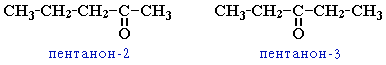 CH₃-CH₂-CH₂-C-CH₃
O
пентанон-2
CH₃-CH₂-C-CH₂-CH₃
O
пентанон-3